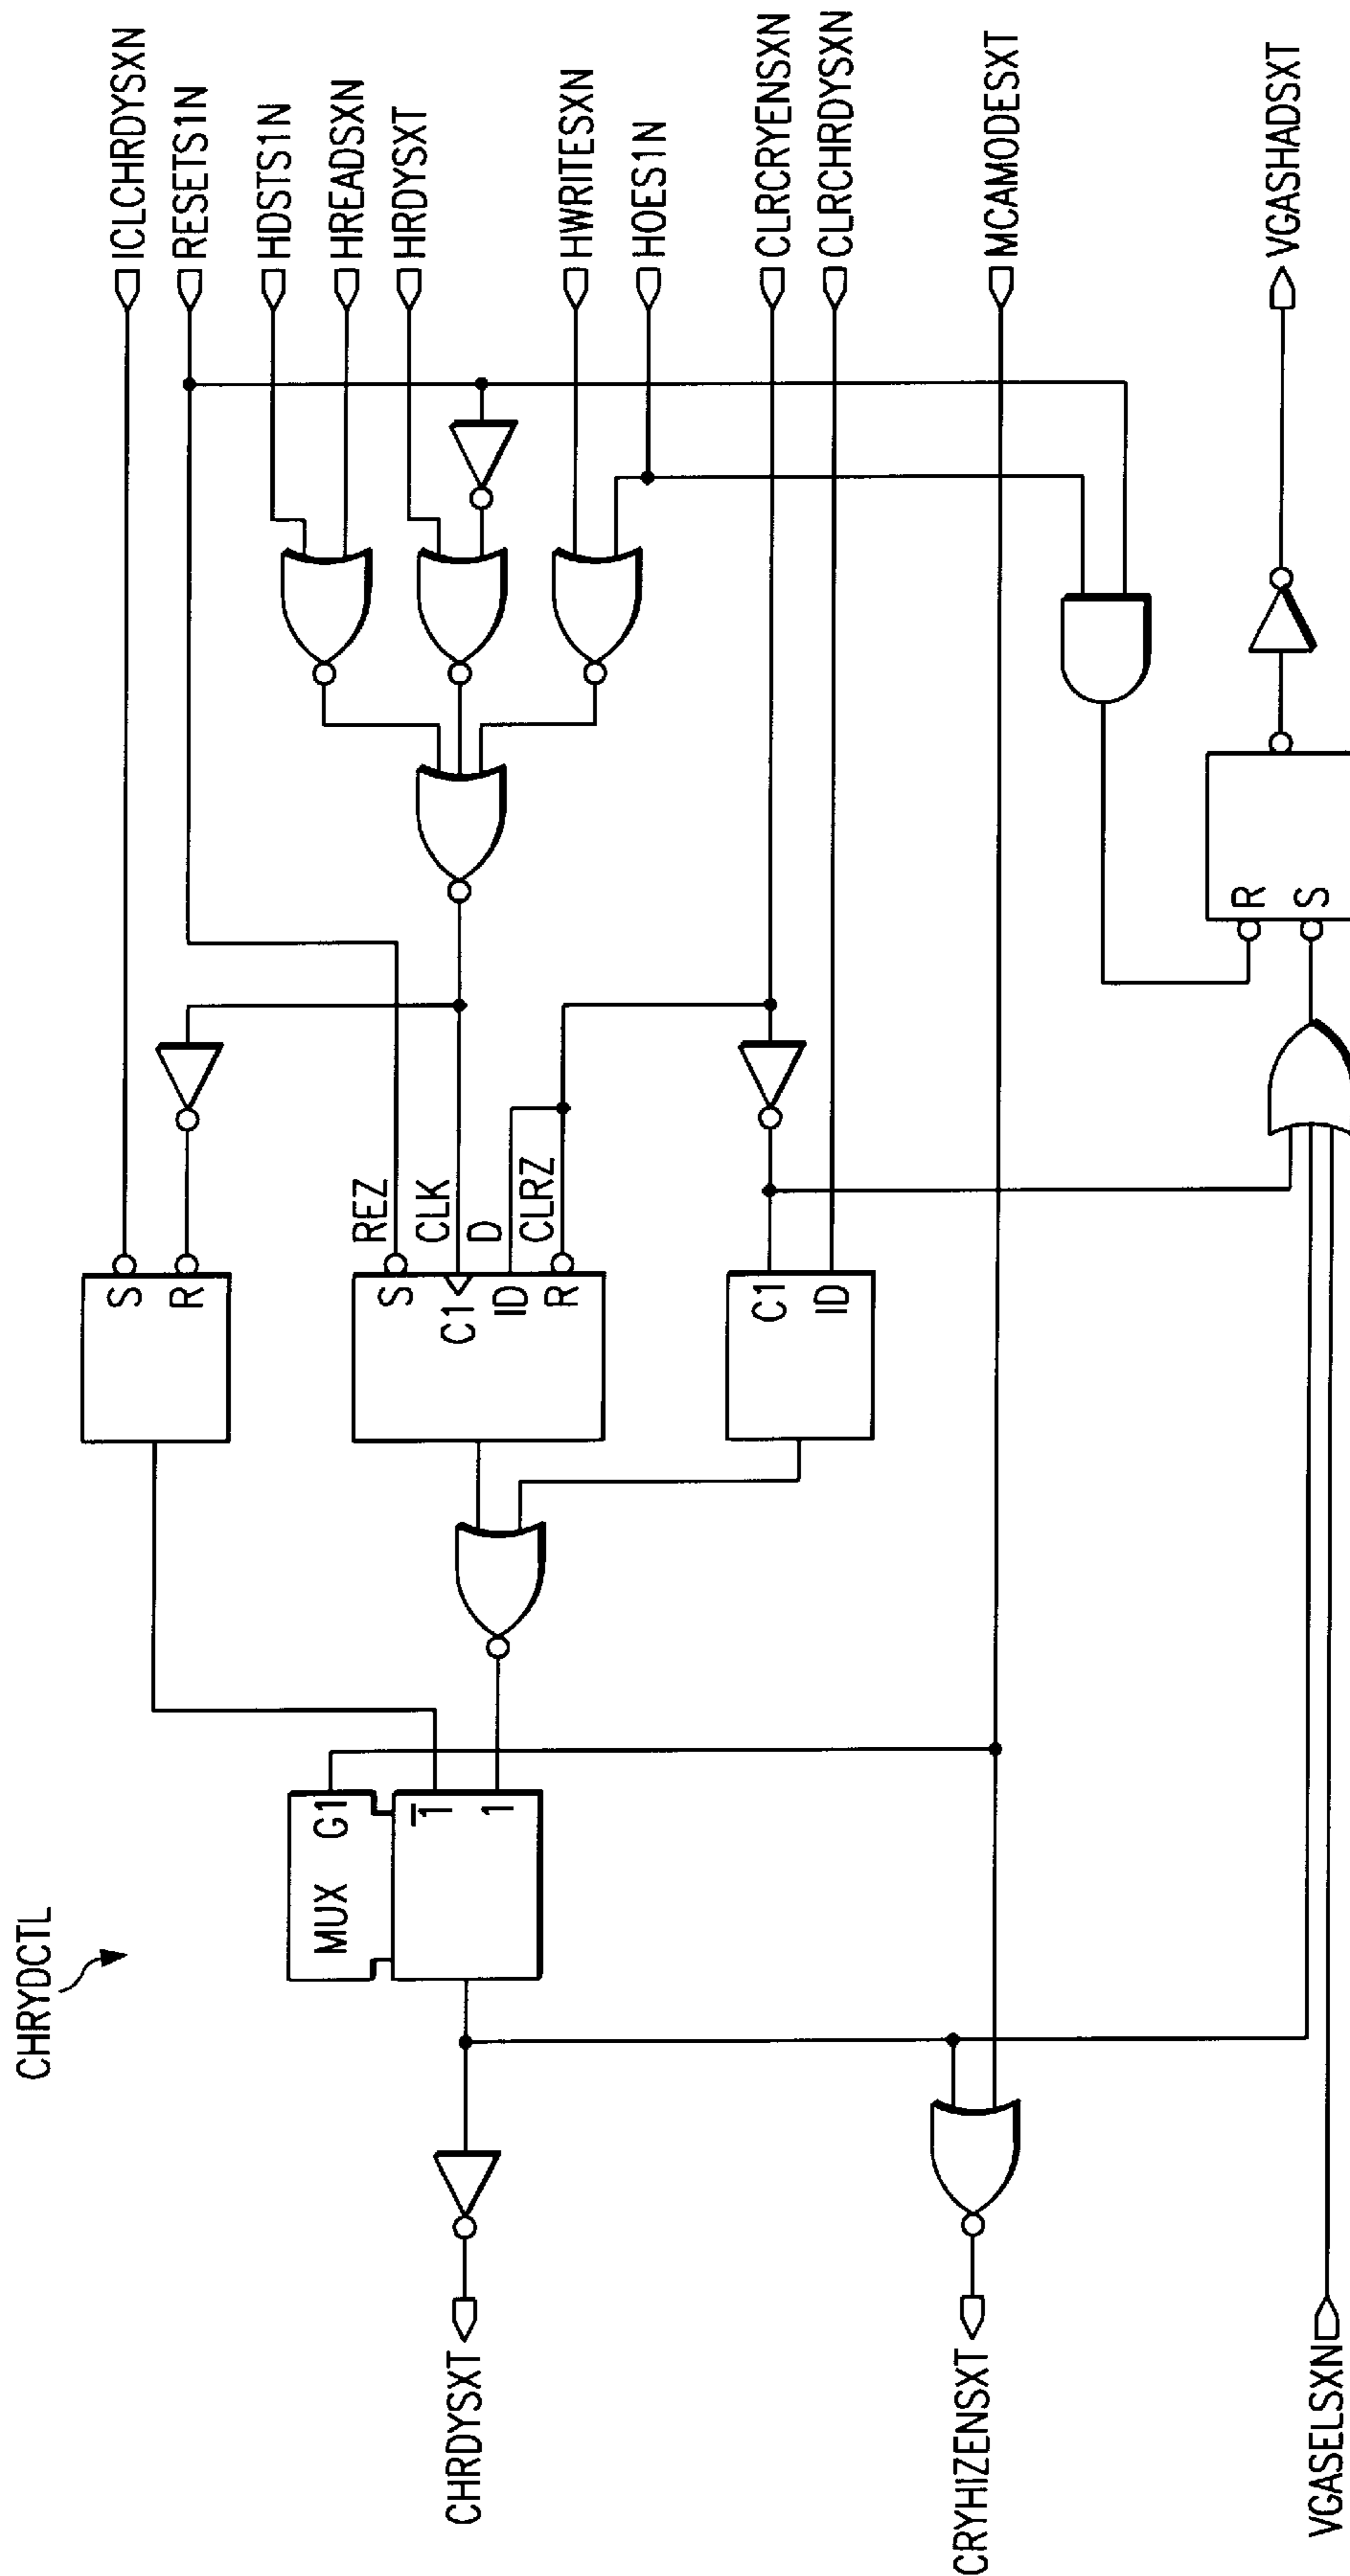 CHRYDCTL
ICLCHRDYSXN
RESETS1N
HDSTS1N
HREADSXN
HRDYSXT
HWRITESXN
HOES1N
CLRCRYENSXN
CLRCHRDYSXN
MCAMODESXT
VGASHADSXT
S
R
REZ
CLK
D
CLRZ
S
C1
ID
R
C1
ID
R
S
MUX
G1
1
1
CHRDYSXT
CRYHIZENSXT
VGASELSXN